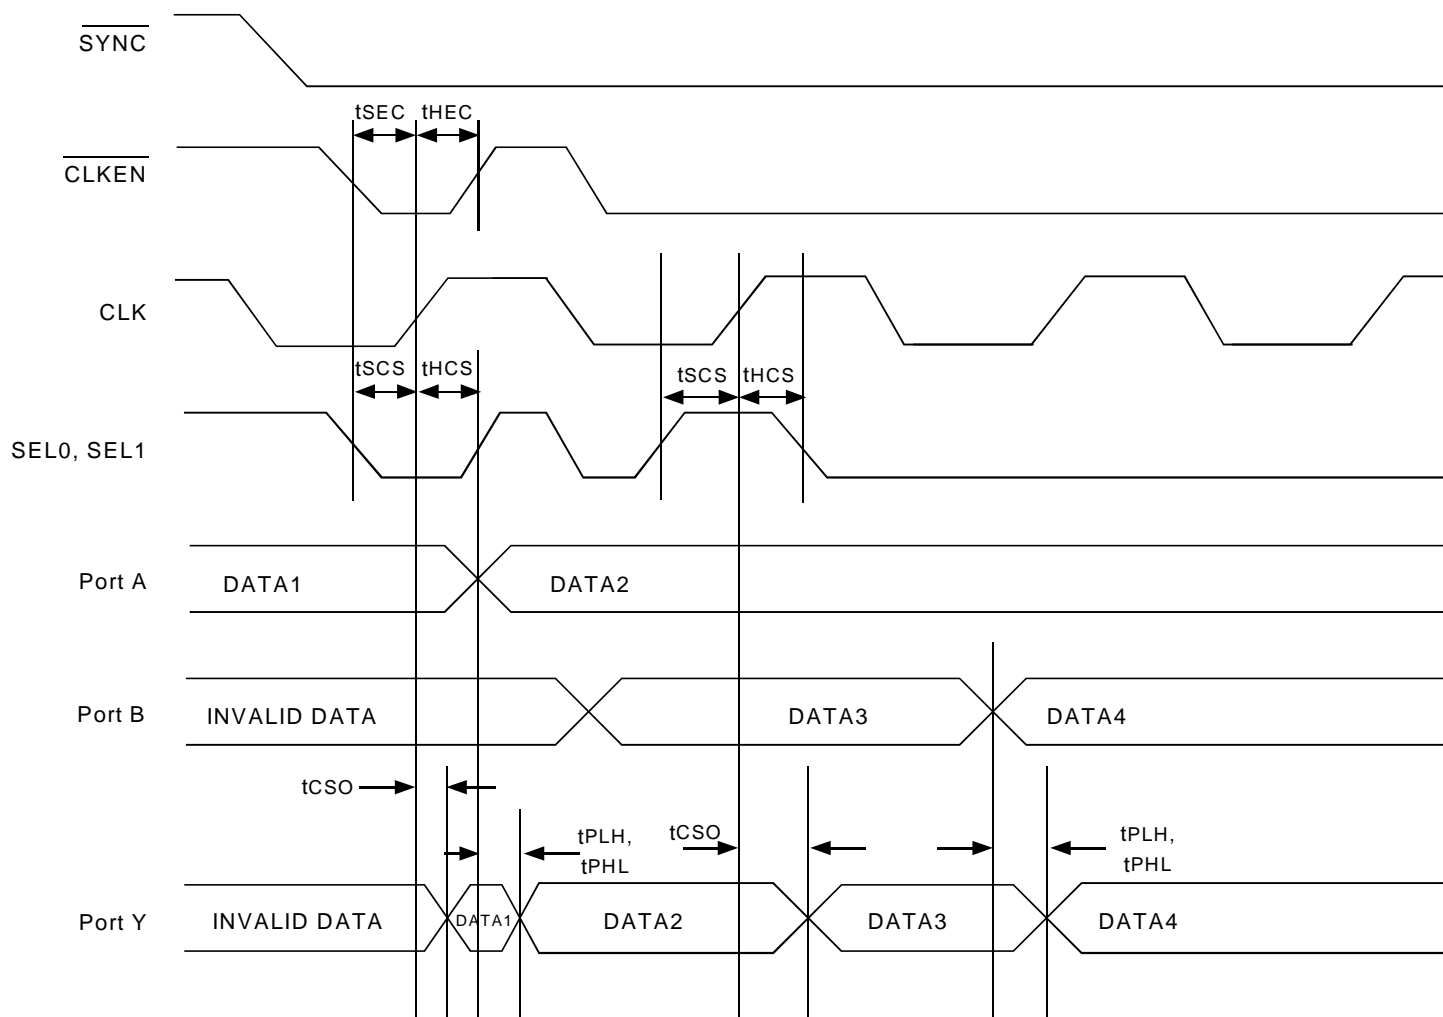 SYNC
tSEC tHEC
CLKEN
CLK
tSCS tHCS
tSCS tHCS
SEL0, SEL1
Port A
DATA1
DATA2
Port B
INVALID DATA
DATA3
DATA4
tCSO
tPLH,
tPHL
tCSO
tPLH,
tPHL
Port Y
INVALID DATA
DATA1
DATA2
DATA3
DATA4